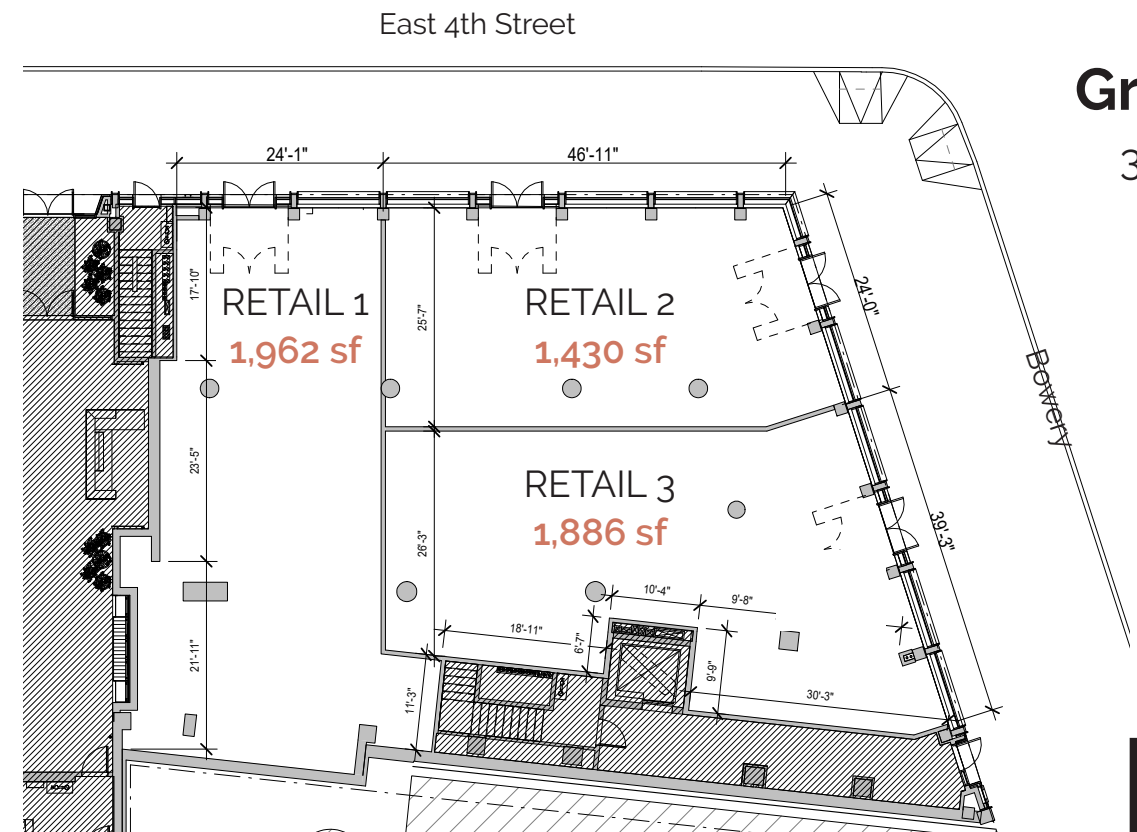 East 4th Street
Gr
3
24'-1"
46'-11"
17'-10"
RETAIL 1
1,962 sf
25'-7"
RETAIL 2
1,430 sf
24'-0"
Bowery
23'-5"
RETAIL 3
1,886 sf
26'-3"
39'-3"
10'-4"
9'-8"
18'-11"
6'-7"
21'-11"
11'-3"
9'-9"
30'-3"